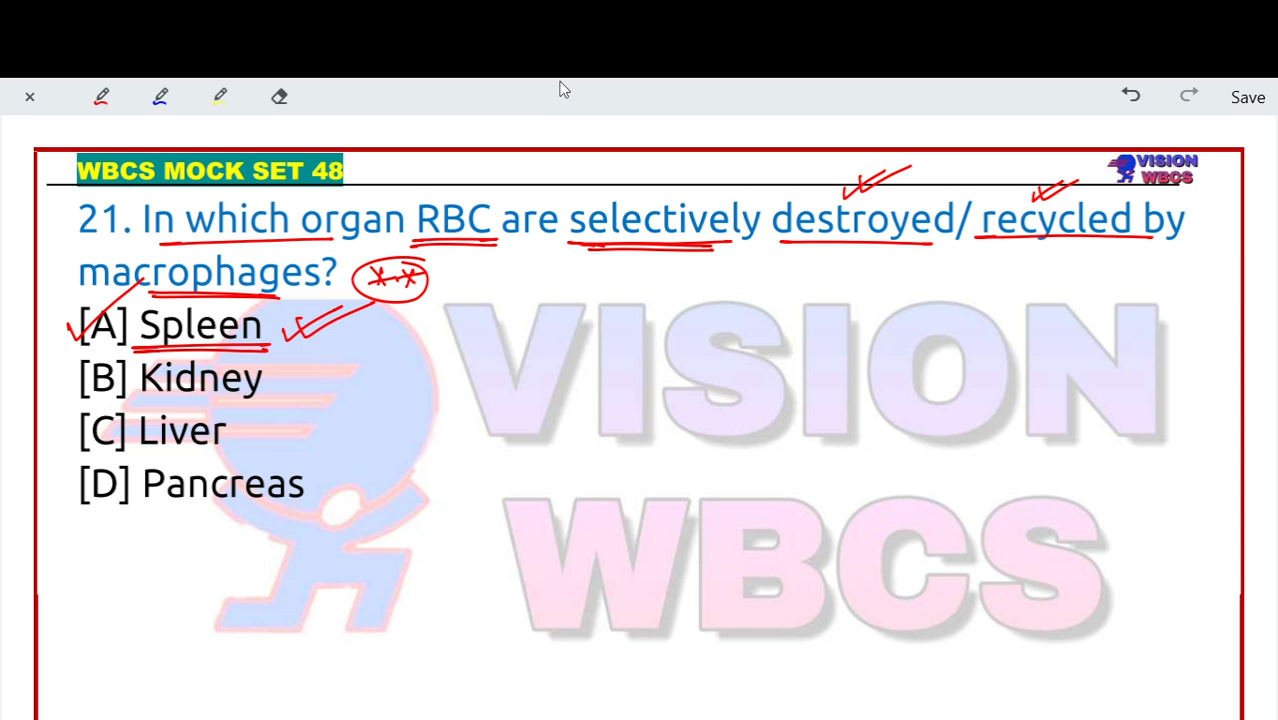 Save
WBCS MOCK SET 48
VISION
WBCS
21. In which organ RBC are selectively destroyed/ recycled by
macrophages?
[A] Spleen
[B] Kidney
[C] Liver
[D] Pancreas
VISION
WBCS